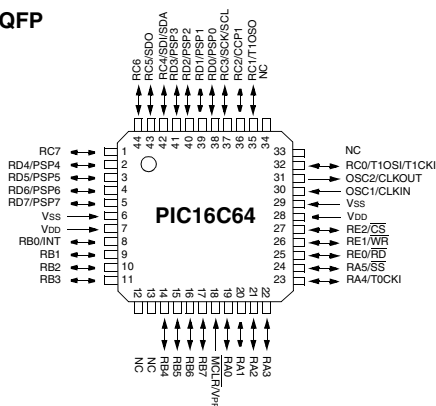 QFP
RC6
RC5/SDO
RC4/SDI/SDA
RD3/PSP3
RD2/PSP2
RD1/PSP1
RD0/PSP0
RC3/SCK/SCL
RC2/CCP1
RC1/T1OSO
NC
44
43
42
41
40
39
38
37
36
35
34
RC7 1
RD4/PSP4 2
RD5/PSP5 3
RD6/PSP6 4
RD7/PSP7 5
VSS 6
VDD 7
RB0/INT 8
RB1 9
RB2 10
RB3 11
PIC16C64
33 NC
32 RC0/T1OSI/T1CKI
31 OSC2/CLKOUT
30 OSC1/CLKIN
29 VSS
28 VDD
27 RE2/CS
26 RE1/WR
25 RE0/RD
24 RA5/SS
23 RA4/T0CKI
12
13
14
15
16
17
18
19
20
21
22
NC
NC
RB4
RB5
RB6
RB7
MCLR/VPP
RA0
RA1
RA2
RA3